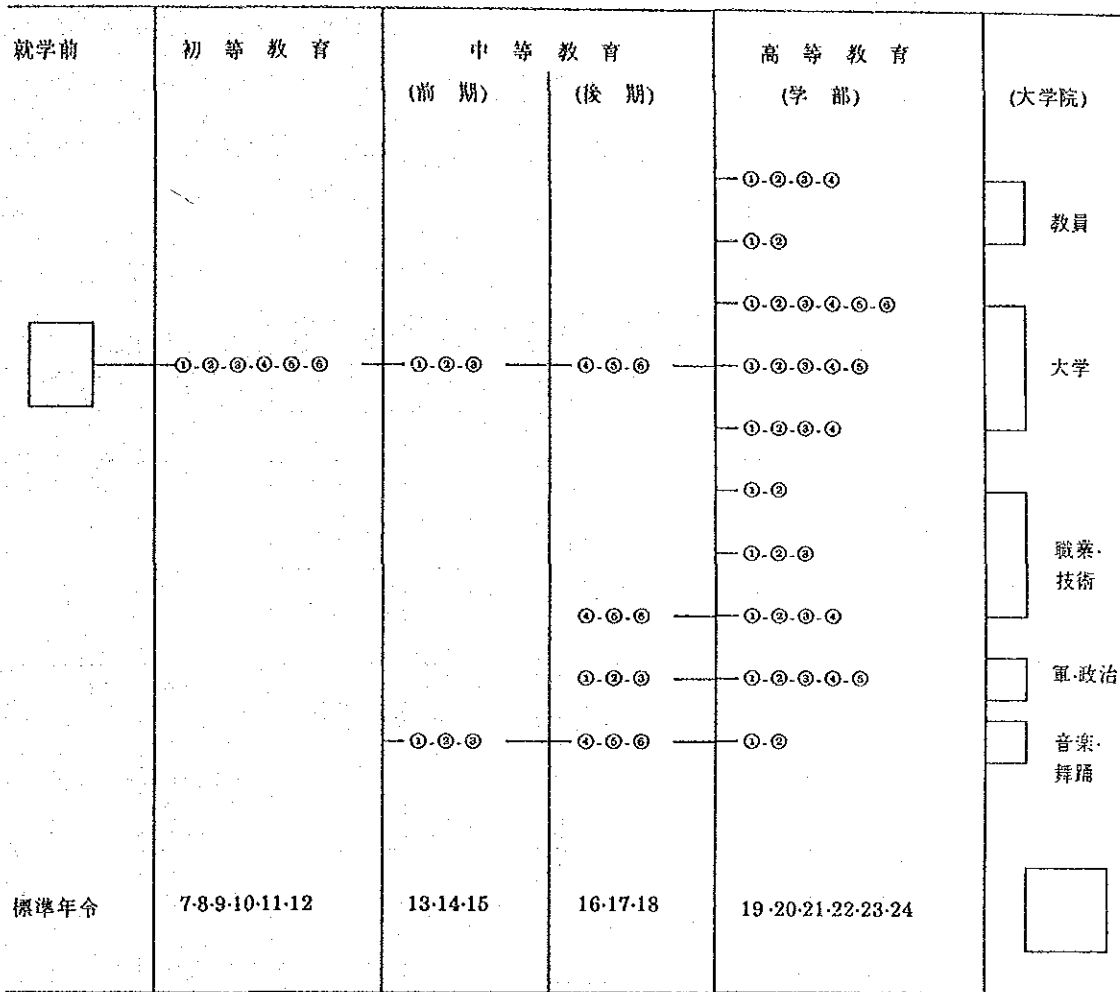 就学前 初等教育 中等教育 高等教育
(前期) (後期) (学部) (大学院)
①-②-③-④
教員
①-②
①-②-③-④-⑤-⑥
①-②-③-④-⑤-⑥ ①-②-③ ④-⑤-⑥ ①-②-③-④-⑤ 大学
①-②-③-④
①-②
①-②-③ 職業・
技術
④-⑤-⑥ ①-②-③-④
①-②-③ ①-②-③-④-⑤ 軍・政治
①-②-③ ④-⑤-⑥ ①-② 音楽・
舞踊
標準年令 7・8・9・10・11・12 13・14・15 16・17・18 19・20・21・22・23・24